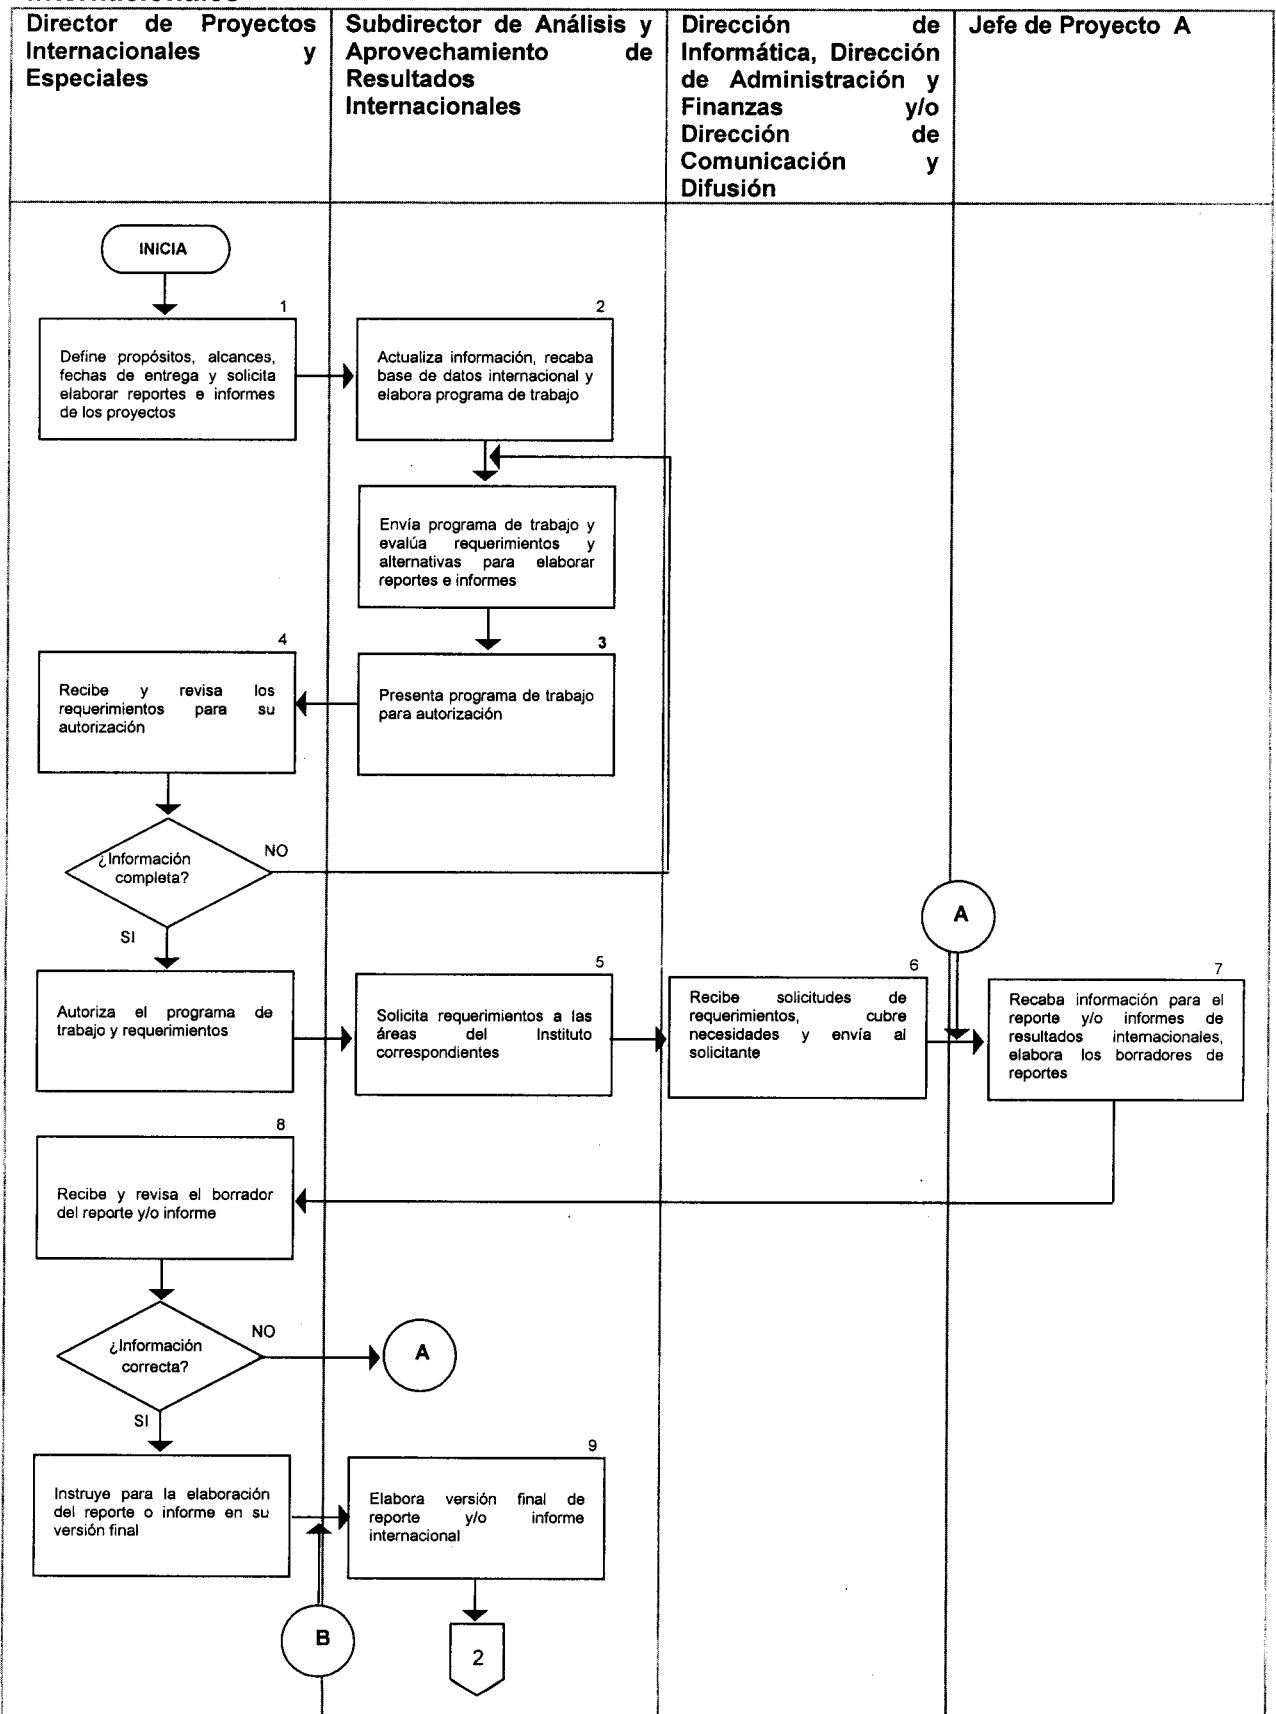 Internacionales
Director de Proyectos
Internacionales y
Especiales
Subdirector de Análisis y
Aprovechamiento de
Resultados
Internacionales
Dirección de
Informática, Dirección
de Administración y
Finanzas y/o
Dirección de
Comunicación y
Difusión
Jefe de Proyecto A
INICIA
1
Define propósitos, alcances,
fechas de entrega y solicita
elaborar reportes e informes
de los proyectos
2
Actualiza información, recaba
base de datos internacional y
elabora programa de trabajo
Envía programa de trabajo y
evalúa requerimientos y
alternativas para elaborar
reportes e informes
3
Presenta programa de trabajo
para autorización
4
Recibe y revisa los
requerimientos para su
autorización
¿Información
completa?
NO
SI
Autoriza el programa de
trabajo y requerimientos
5
Solicita requerimientos a las
áreas del Instituto
correspondientes
6
Recibe solicitudes de
requerimientos, cubre
necesidades y envía al
solicitante
A
7
Recaba información para el
reporte y/o informes de
resultados internacionales,
elabora los borradores de
reportes
8
Recibe y revisa el borrador
del reporte y/o informe
¿Información
correcta?
NO
A
SI
Instruye para la elaboración
del reporte o informe en su
versión final
9
Elabora versión final de
reporte y/o informe
internacional
B
2